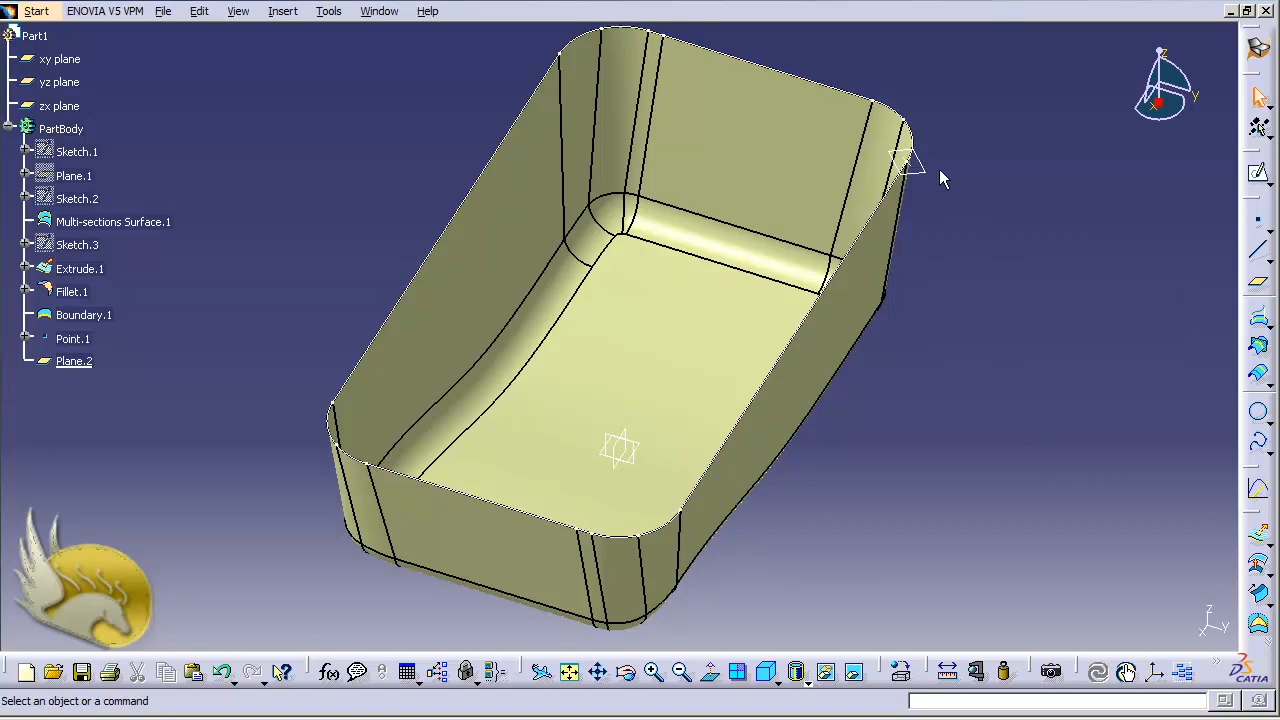 Start ENOVIA V5 VPM File Edit View Insert Tools Window Help
Part1
xy plane
yz plane
zx plane
PartBody
Sketch.1
Plane.1
Sketch.2
Multi-sections Surface.1
Sketch.3
Extrude.1
Fillet.1
Boundary.1
Point.1
Plane.2
z
y
x
z
x y
f(x)
CATIA
Select an object or a command